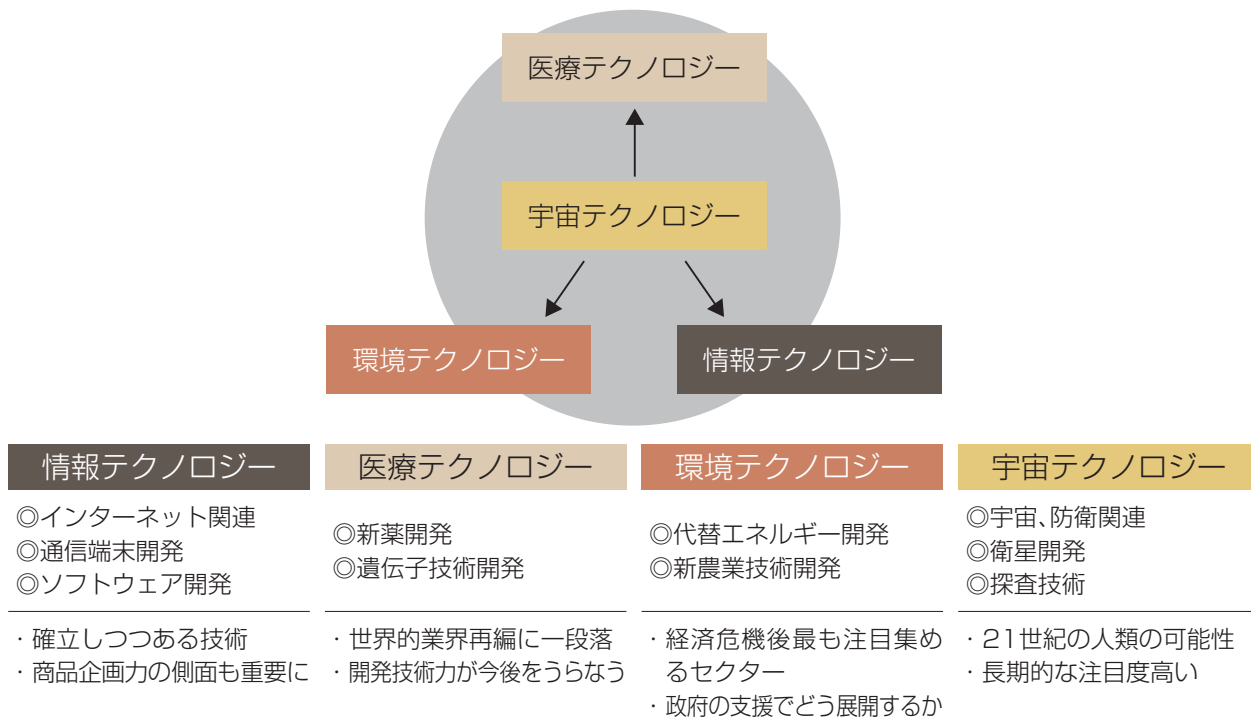 医療テクノロジー
宇宙テクノロジー
環境テクノロジー
情報テクノロジー
情報テクノロジー
◎インターネット関連
◎通信端末開発
◎ソフトウェア開発
・確立しつつある技術
・商品企画力の側面も重要に
医療テクノロジー
◎新薬開発
◎遺伝子技術開発
・世界的業界再編に一段落
・開発技術力が今後をうらなう
環境テクノロジー
◎代替エネルギー開発
◎新農業技術開発
・経済危機後最も注目集め
るセクター
・政府の支援でどう展開するか
宇宙テクノロジー
◎宇宙、防衛関連
◎衛星開発
◎探査技術
・21世紀の人類の可能性
・長期的な注目度高い